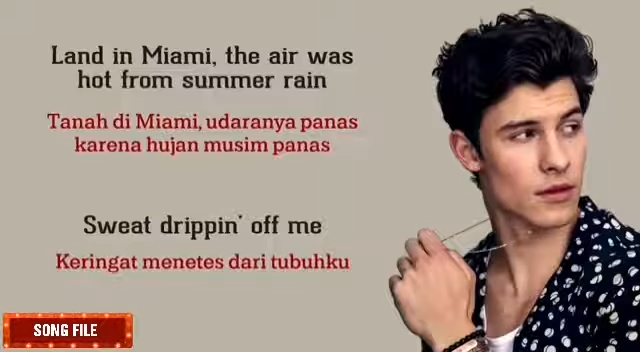 Land in Miami, the air was
hot from summer rain
Tanah di Miami, udaranya panas
karena hujan musim panas
Sweat drippin' off me
Keringat menetes dari tubuhku
SONG FILE